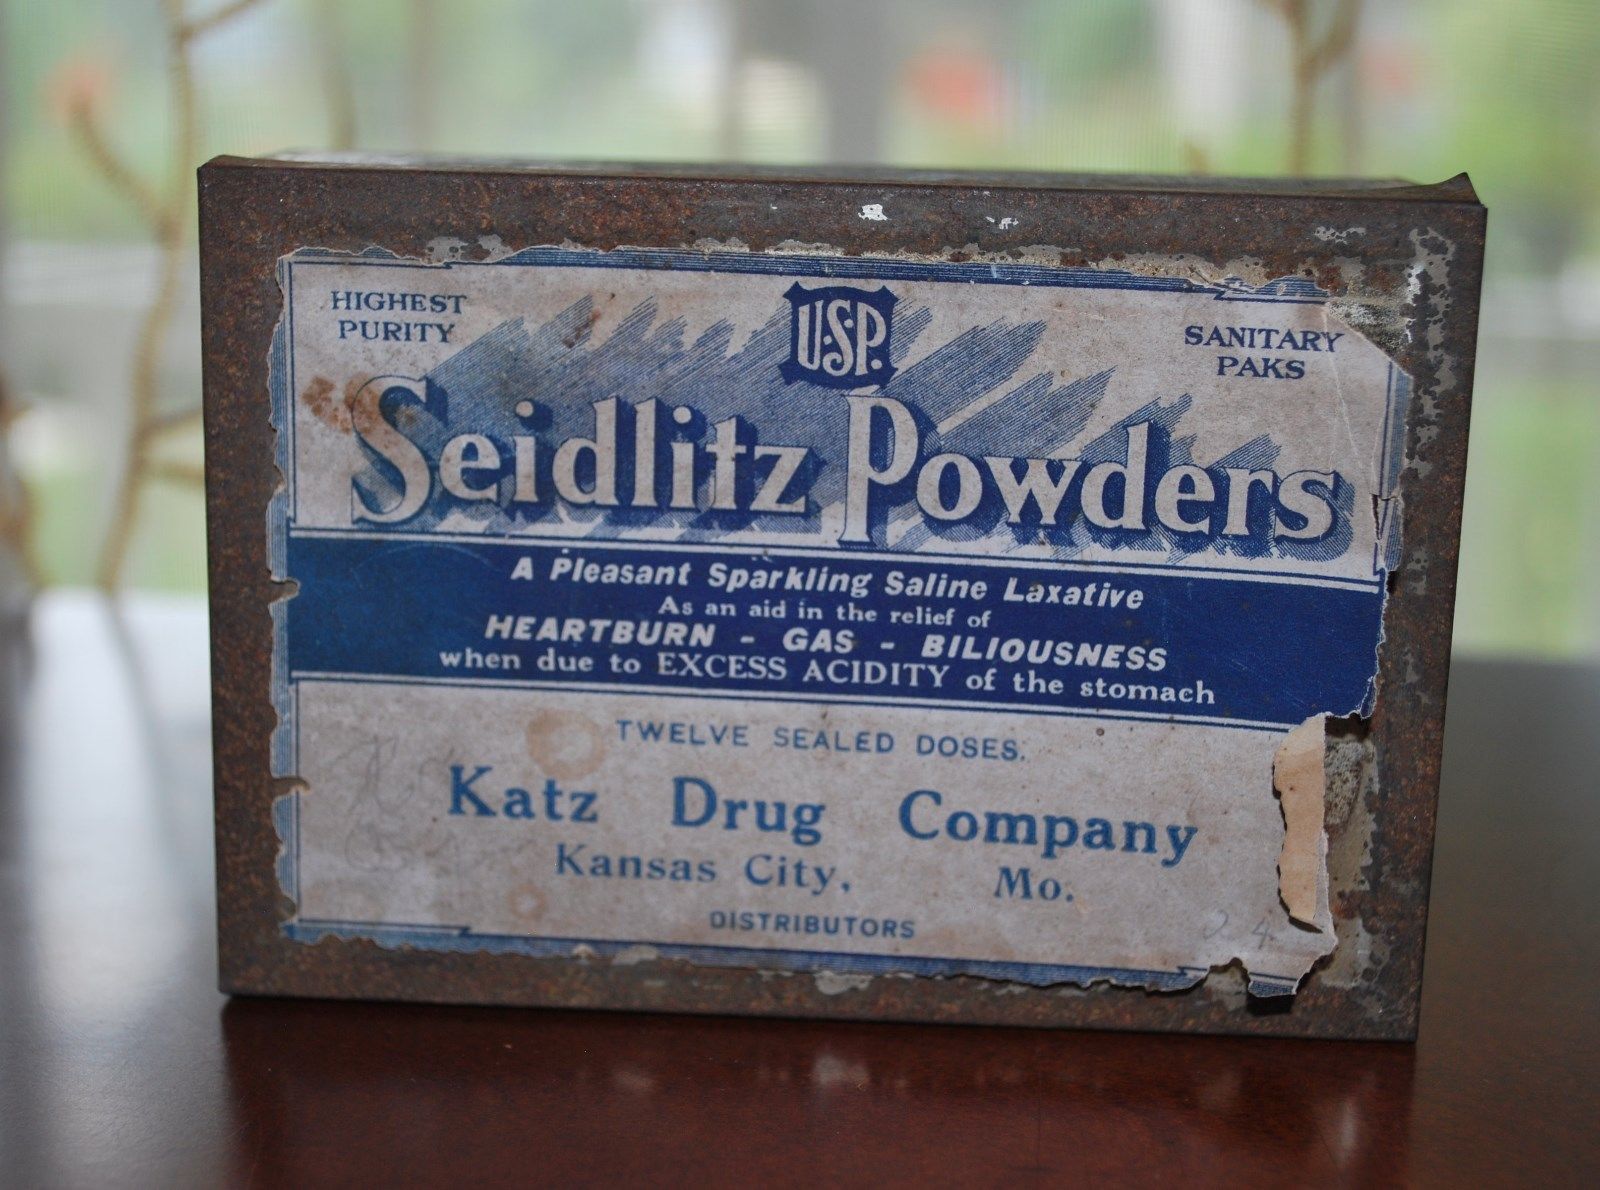 HIGHEST
PURITY
U.S.P.
SANITARY
PAKS
Seidlitz Powders
A Pleasant Sparkling Saline Laxative
As an aid in the relief of
HEARTBURN - GAS - BILIOUSNESS
when due to EXCESS ACIDITY of the stomach
TWELVE SEALED DOSES.
Katz Drug Company
Kansas City, Mo.
DISTRIBUTORS